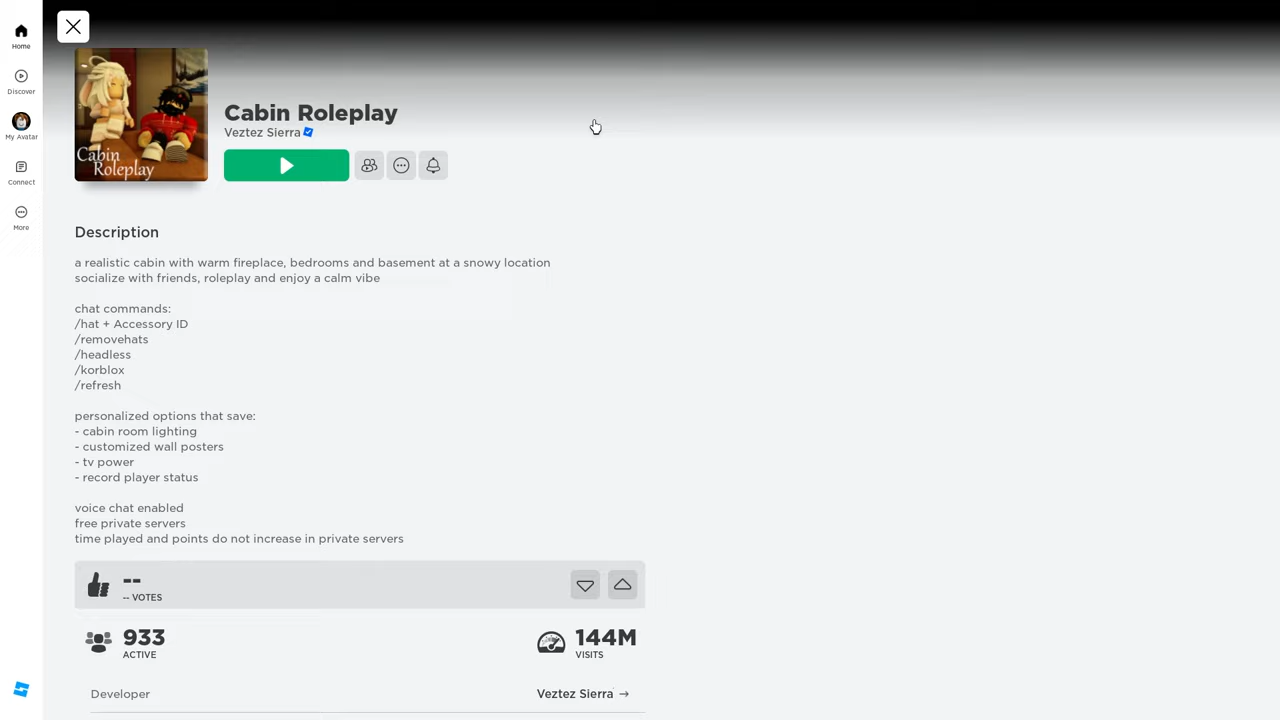 Home
Discover
My Avatar
Connect
More
Cabin
Roleplay
Cabin Roleplay
Veztez Sierra
Description
a realistic cabin with warm fireplace, bedrooms and basement at a snowy location
socialize with friends, roleplay and enjoy a calm vibe
chat commands:
/hat + Accessory ID
/removehats
/headless
/korblox
/refresh
personalized options that save:
- cabin room lighting
- customized wall posters
- tv power
- record player status
voice chat enabled
free private servers
time played and points do not increase in private servers
--
-- VOTES
933
ACTIVE
144M
VISITS
Developer
Veztez Sierra →